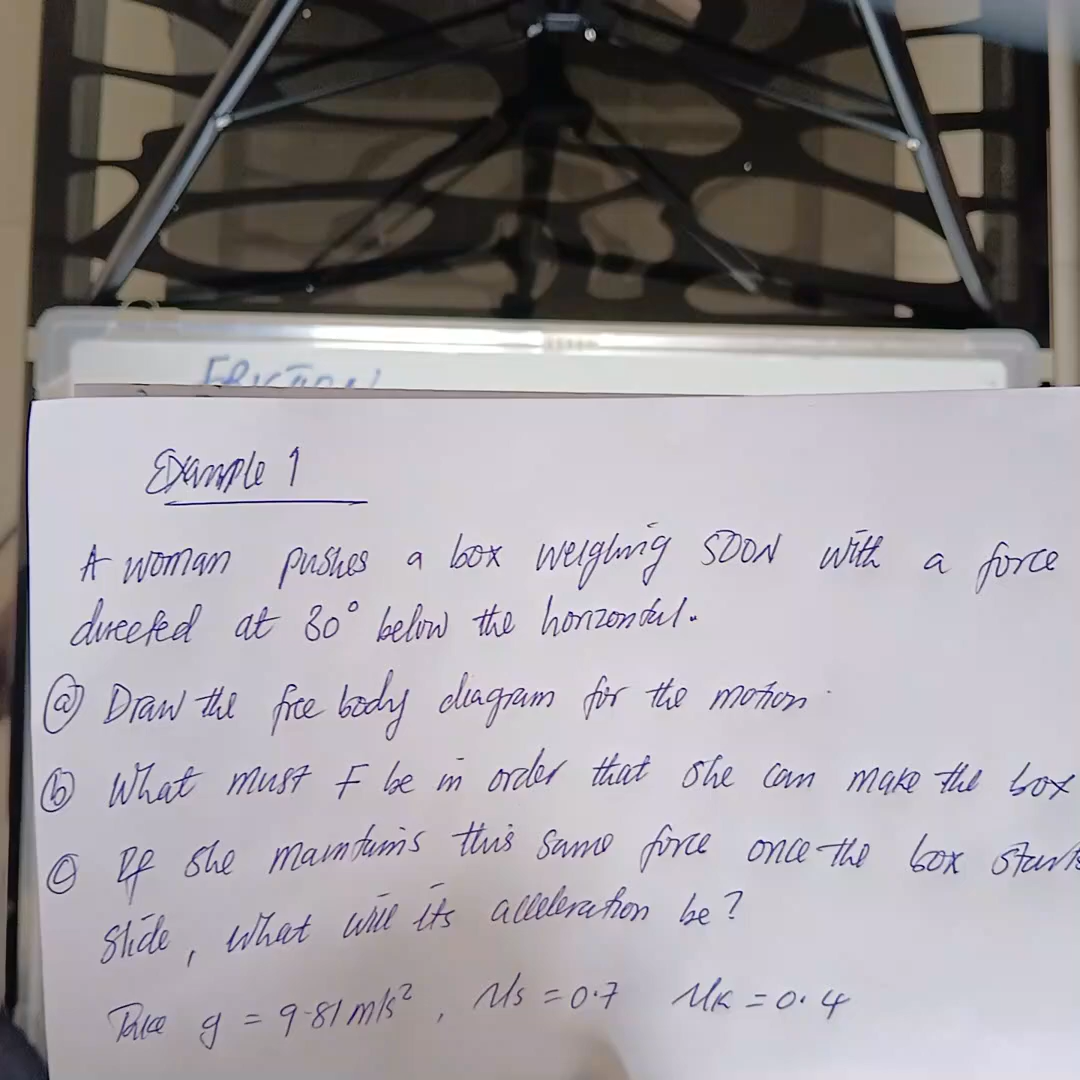 FRICTION
Example 1
A woman pushes a box weighing 500N with a force
directed at 30° below the horizontal.
(a) Draw the free body diagram for the motion.
(b) What must F be in order that she can make the box
(c) If she maintains this same force once the box starts
slide, what will its acceleration be?
Take g = 9.81 m/s², Us = 0.7 Uk = 0.4